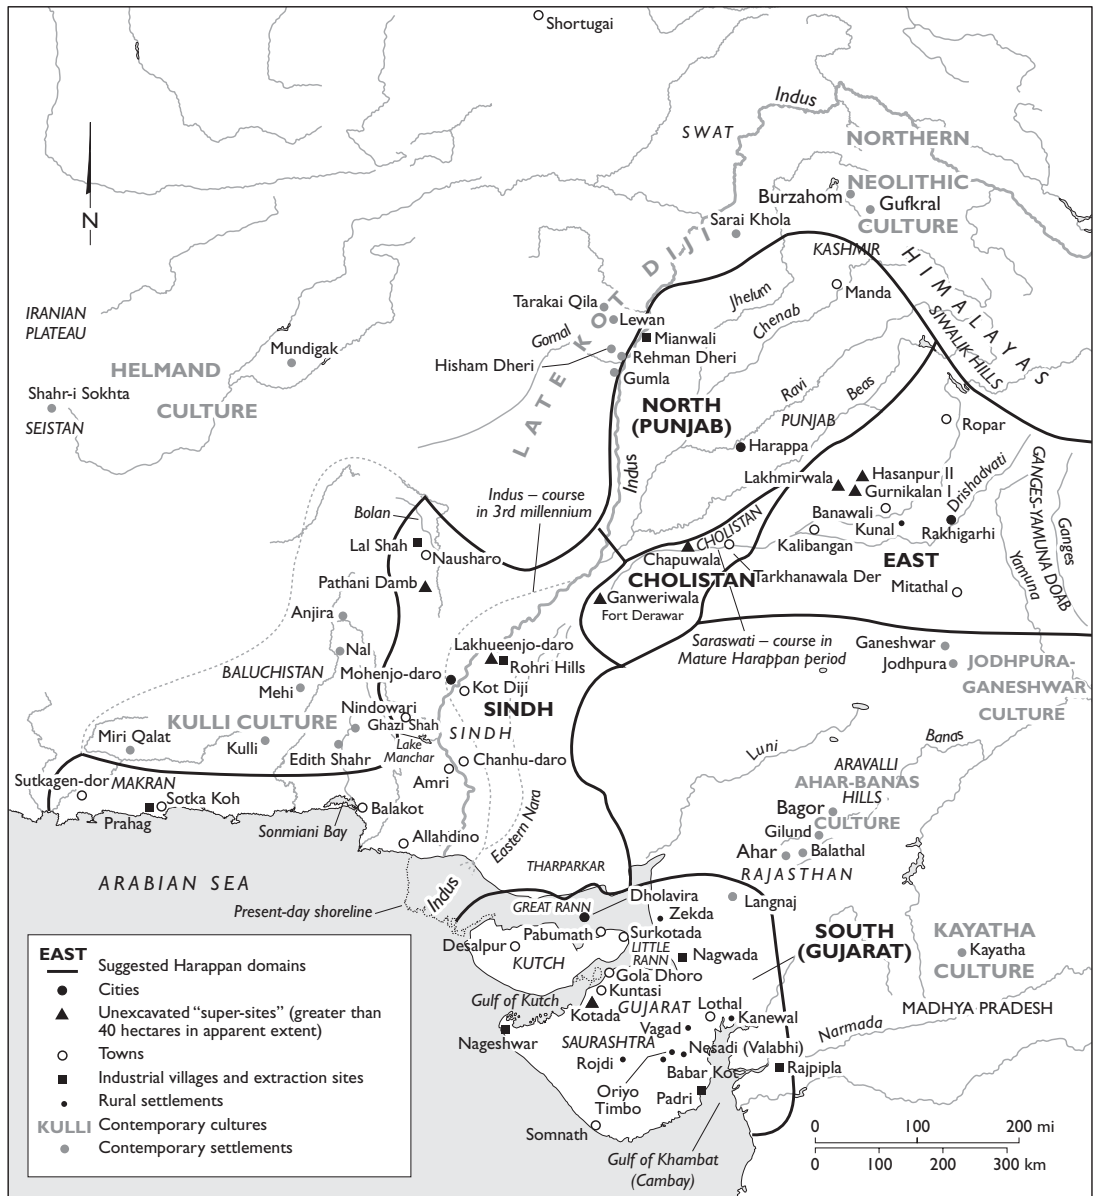 Shortugai
Indus
SWAT
NORTHERN
NEOLITHIC
CULTURE
Burzahom
Gufkral
N
Sarai Khola
KASHMIR
HIMALAYAS
SIWALIK HILLS
LATE KOT DIJI
Manda
Jhelum
Chenab
IRANIAN
PLATEAU
Tarakai Qila
Lewan
Gomal
Mianwali
Mundigak
Hisham Dheri
Rehman Dheri
Gumla
HELMAND
CULTURE
Shahr-i Sokhta
SEISTAN
Ravi
Beas
NORTH
(PUNJAB)
PUNJAB
Ropar
Harappa
Indus
Lakhmirwala
Hasanpur II
Gurnikalan I
Drishadvati
GANGES-YAMUNA DOAB
Ganges
Yamuna
Indus – course
in 3rd millennium
Bolan
Banawali
Kunal
Rakhigarhi
CHOLISTAN
Kalibangan
Lal Shah
Nausharo
Chapuwala
EAST
CHOLISTAN
Tarkhanawala Der
Pathani Damb
Ganweriwala
Fort Derawar
Mitathal
Anjira
Saraswati – course in
Mature Harappan period
Ganeshwar
Jodhpura
JODHPURA-
GANESHWAR
CULTURE
Nal
Lakhueenjo-daro
Rohri Hills
BALUCHISTAN
Mehi
Mohenjo-daro
Kot Diji
SINDH
Nindowari
KULLI CULTURE
Ghazi Shah
SINDH
Miri Qalat
Kulli
Edith Shahr
Lake
Manchar
Luni
Banas
Chanhu-daro
Amri
ARAVALLI
HILLS
AHAR-BANAS
CULTURE
Sutkagen-dor
MAKRAN
Sotka Koh
Prahag
Balakot
Sonmiani Bay
Eastern Nara
Bagor
Gilund
Allahdino
Ahar
Balathal
RAJASTHAN
THARPARKAR
ARABIAN SEA
Indus
Present-day shoreline
Dholavira
GREAT RANN
Langnaj
Zekda
Desalpur
Pabumath
Surkotada
KUTCH
LITTLE
RANN
Nagwada
SOUTH
(GUJARAT)
KAYATHA
Kayatha
CULTURE
Gola Dhoro
Kuntasi
Gulf of Kutch
Kotada
GUJARAT
Lothal
Kanewal
MADHYA PRADESH
Vagad
Narmada
Nageshwar
SAURASHTRA
Nesadi (Valabhi)
Rojdi
Babar Kot
Rajpipla
Oriyo
Timbo
Padri
Somnath
Gulf of Khambat
(Cambay)
EAST
Suggested Harappan domains
Cities
Unexcavated “super-sites” (greater than
40 hectares in apparent extent)
Towns
Industrial villages and extraction sites
Rural settlements
KULLI Contemporary cultures
Contemporary settlements
0 100 200 mi
0 100 200 300 km